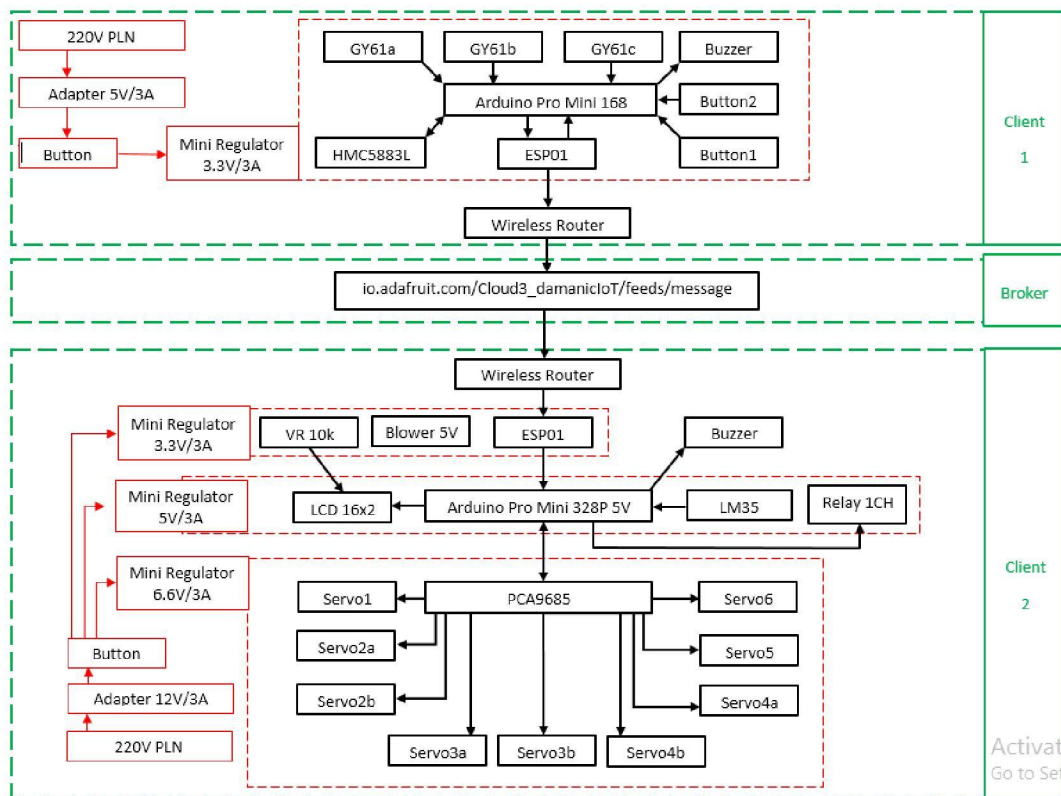 220V PLN
Adapter 5V/3A
Button
Mini Regulator
3.3V/3A
GY61a
GY61b
GY61c
Buzzer
Arduino Pro Mini 168
Button2
HMC5883L
ESP01
Button1
Wireless Router
Client
1
io.adafruit.com/Cloud3_damanicIoT/feeds/message
Broker
Wireless Router
Mini Regulator
3.3V/3A
VR 10k
Blower 5V
ESP01
Buzzer
Mini Regulator
5V/3A
LCD 16x2
Arduino Pro Mini 328P 5V
LM35
Relay 1CH
Mini Regulator
6.6V/3A
Servo1
PCA9685
Servo6
Client
2
Button
Servo2a
Servo5
Adapter 12V/3A
Servo2b
Servo4a
220V PLN
Servo3a
Servo3b
Servo4b
Activat
Go to Set